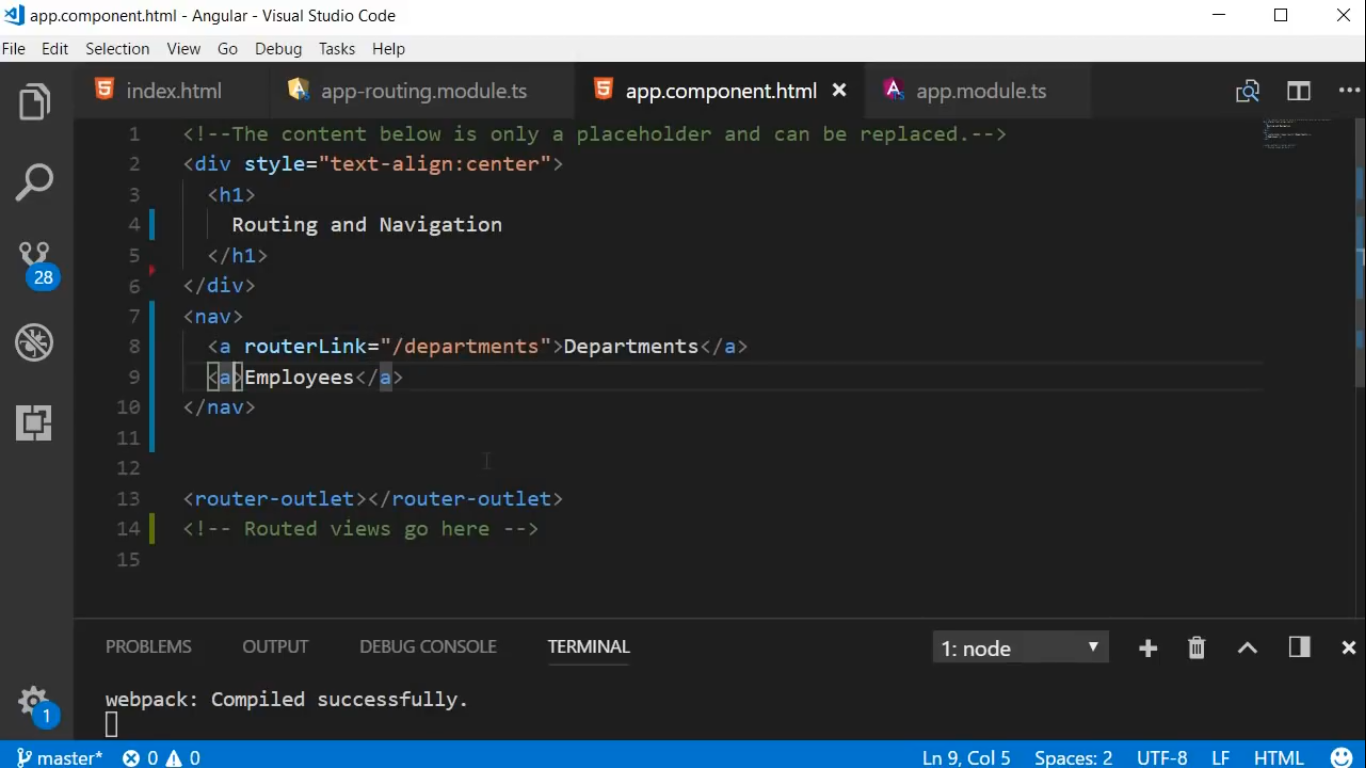 app.component.html - Angular - Visual Studio Code
File Edit Selection View Go Debug Tasks Help
index.html app-routing.module.ts app.component.html app.module.ts
1 <!--The content below is only a placeholder and can be replaced.-->
2 <div style="text-align:center">
3 <h1>
4 Routing and Navigation
5 </h1>
6 </div>
7 <nav>
8 <a routerLink="/departments">Departments</a>
9 <a>Employees</a>
10 </nav>
11
12
13 <router-outlet></router-outlet>
14 <!-- Routed views go here -->
15
28
PROBLEMS OUTPUT DEBUG CONSOLE TERMINAL 1: node
webpack: Compiled successfully.
1
master* 0 0 Ln 9, Col 5 Spaces: 2 UTF-8 LF HTML